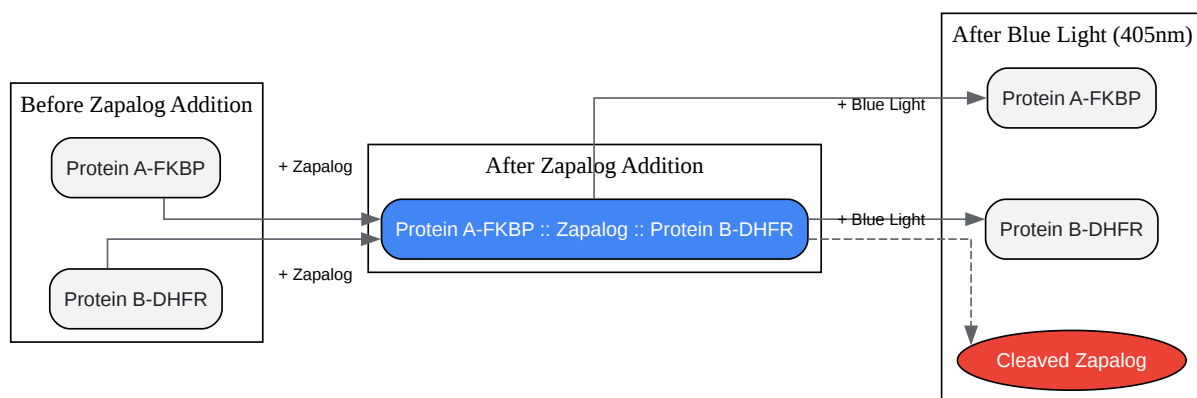 Before Zapalog Addition
Protein A-FKBP
Protein B-DHFR
+ Zapalog
+ Zapalog
After Zapalog Addition
Protein A-FKBP :: Zapalog :: Protein B-DHFR
+ Blue Light
+ Blue Light
After Blue Light (405nm)
Protein A-FKBP
Protein B-DHFR
Cleaved Zapalog